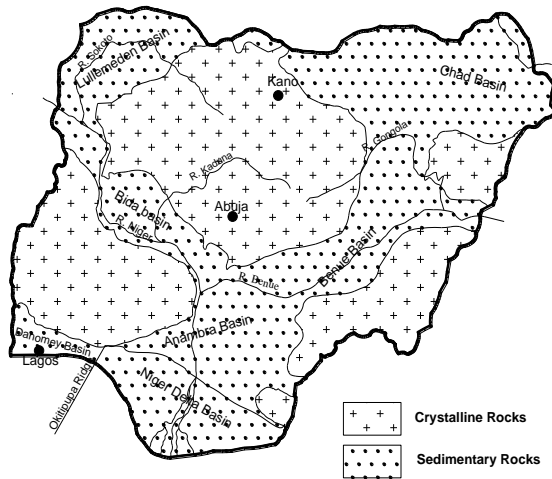 R. Sokoto
Lullemeden Basin
Chad Basin
Kano
R. Gongola
R. Kaduna
Bida basin
Abuja
R. Niger
Benue Basin
R. Benue
Anambra Basin
Dahomey Basin
Lagos
Okitipupa Ridg
Niger Delta Basin
Crystalline Rocks
Sedimentary Rocks